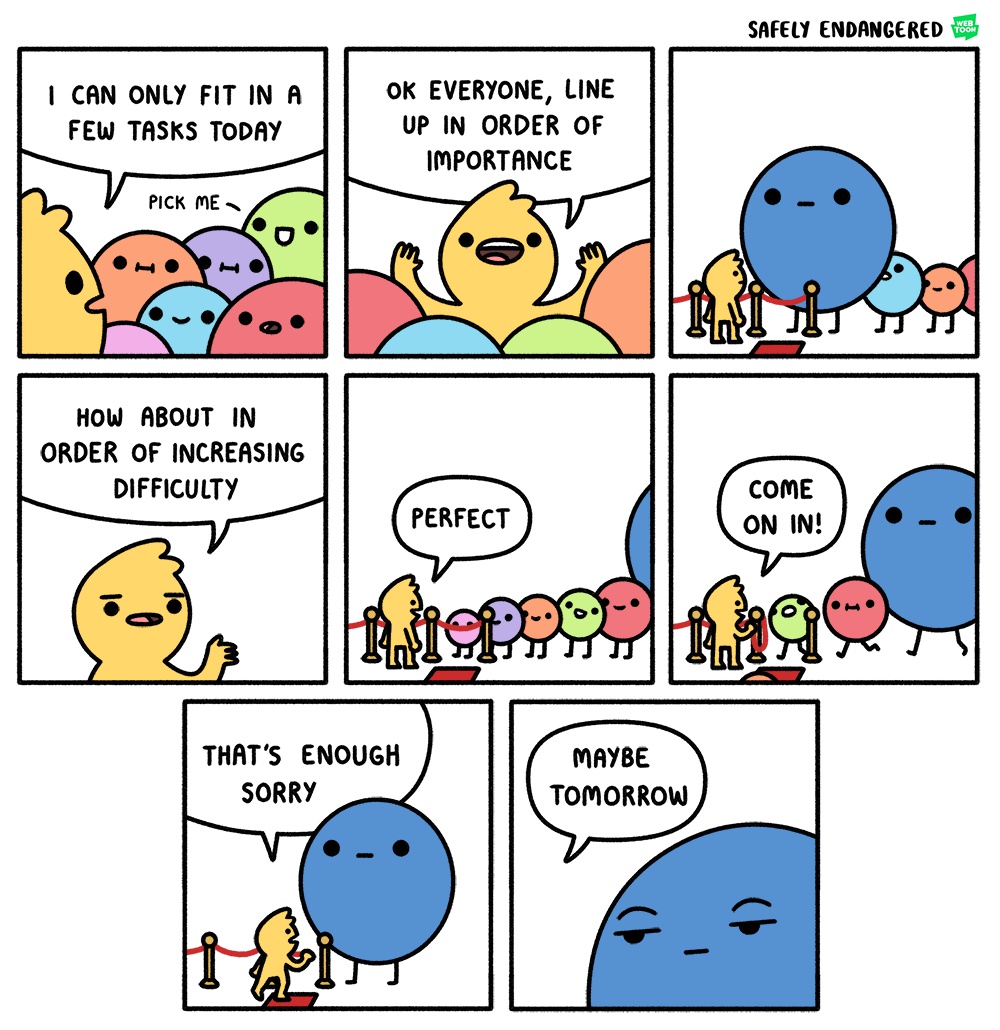 SAFELY ENDANGERED
WEB
TOON
I CAN ONLY FIT IN A
FEW TASKS TODAY
PICK ME
OK EVERYONE, LINE
UP IN ORDER OF
IMPORTANCE
HOW ABOUT IN
ORDER OF INCREASING
DIFFICULTY
PERFECT
COME
ON IN!
THAT'S ENOUGH
SORRY
MAYBE
TOMORROW